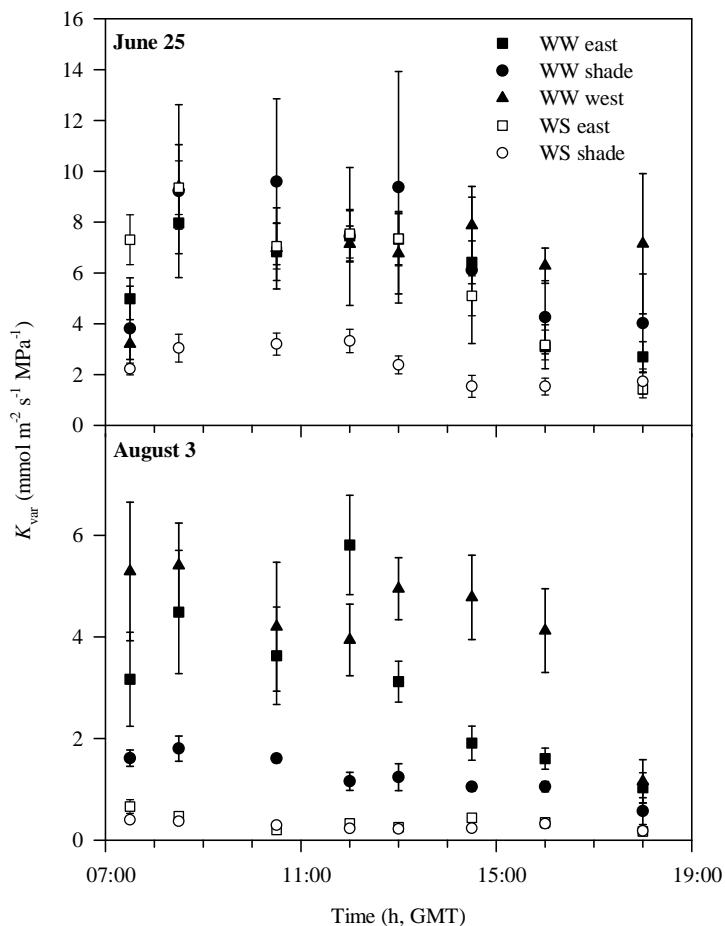 16
June 25
WW east
14
WW shade
WW west
12
WS east
WS shade
10
8
6
4
2
0
August 3
6
4
2
0
07:00 11:00 15:00 19:00
Time (h, GMT)
K_var (mmol m⁻² s⁻¹ MPa⁻¹)